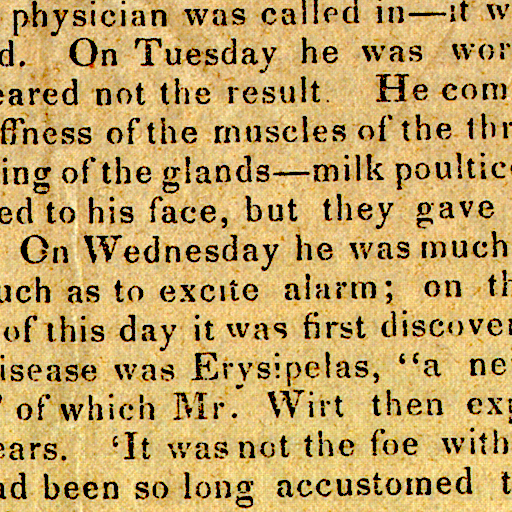 physician was called in—it w
d. On Tuesday he was wor
eared not the result. He com
ffness of the muscles of the thr
ing of the glands—milk poultic
ed to his face, but they gave
On Wednesday he was much
uch as to excite alarm; on th
of this day it was first discover
isease was Erysipelas, “a ne
’ of which Mr. Wirt then exp
ears. ‘It was not the foe with
ad been so long accustomed t